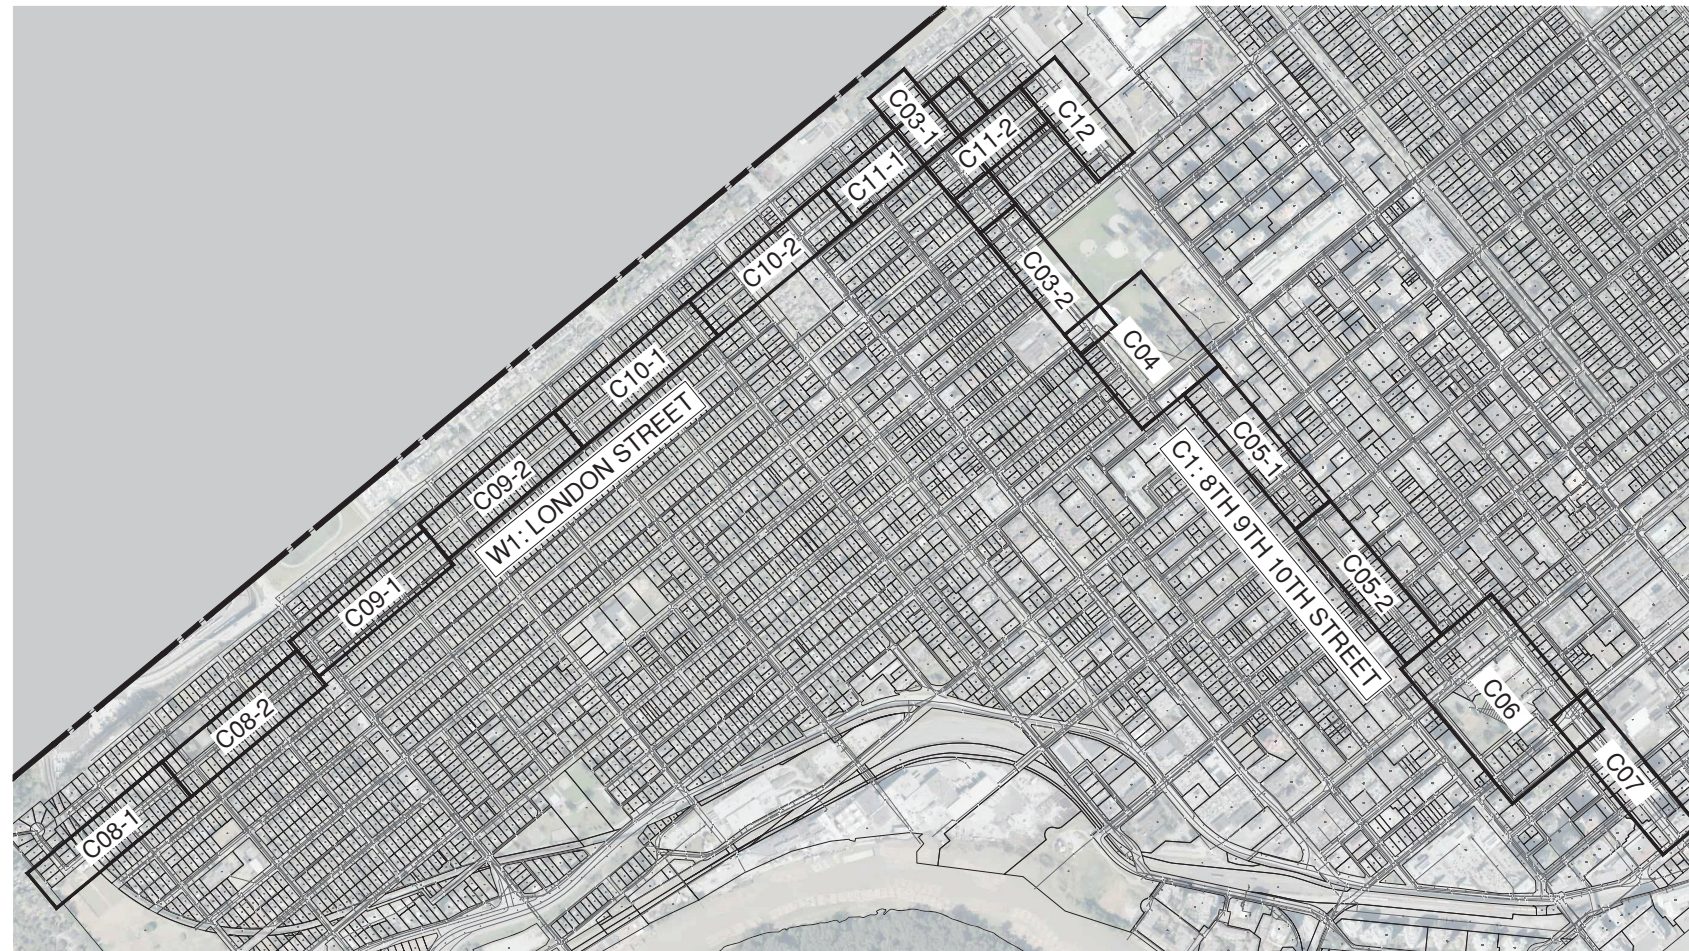 C03-1
C12
C11-2
C11-1
C10-2
C03-2
C04
C10-1
W1: LONDON STREET
C09-2
C05-1
C1: 8TH 9TH 10TH STREET
C09-1
C05-2
C08-2
C06
C07
C08-1